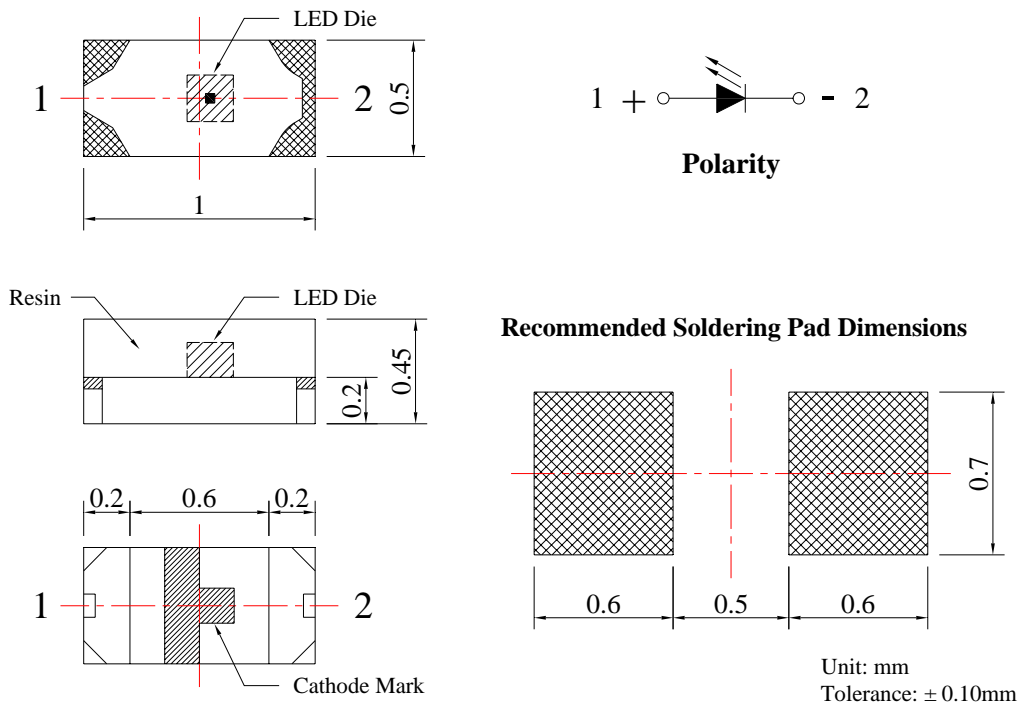 LED Die
1
2
0.5
1
1 + - 2
Polarity
Resin
LED Die
0.2
0.45
Recommended Soldering Pad Dimensions
0.7
0.6 0.5 0.6
0.2 0.6 0.2
1
2
Cathode Mark
Unit: mm
Tolerance: ± 0.10mm